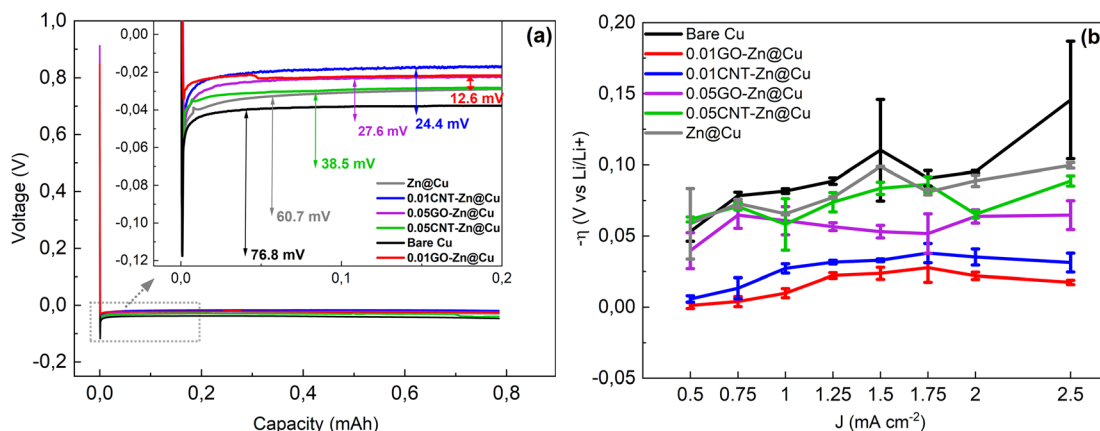 (a)
1,0
0,8
0,6
0,4
0,2
0,0
-0,2
Voltage (V)
0,00
-0,02
-0,04
-0,06
-0,08
-0,10
-0,12
12.6 mV
24.4 mV
27.6 mV
38.5 mV
60.7 mV
76.8 mV
Zn@Cu
0.01CNT-Zn@Cu
0.05GO-Zn@Cu
0.05CNT-Zn@Cu
Bare Cu
0.01GO-Zn@Cu
0,0
0,1
0,2
0,0
0,2
0,4
0,6
0,8
Capacity (mAh)
(b)
-0,20
0,15
0,10
0,05
0,00
-0,05
-η (V vs Li/Li+)
Bare Cu
0.01GO-Zn@Cu
0.01CNT-Zn@Cu
0.05GO-Zn@Cu
0.05CNT-Zn@Cu
Zn@Cu
0.5
0.75
1
1.25
1.5
1.75
2
2.5
J (mA cm⁻²)